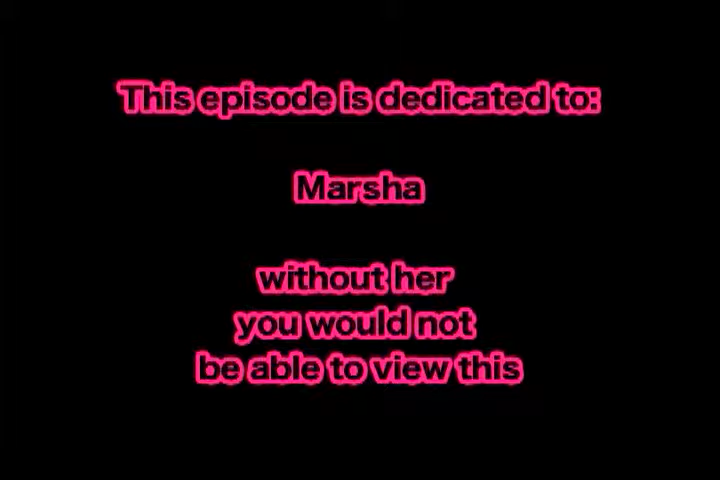 This episode is dedicated to:
Marsha
without her
you would not
be able to view this